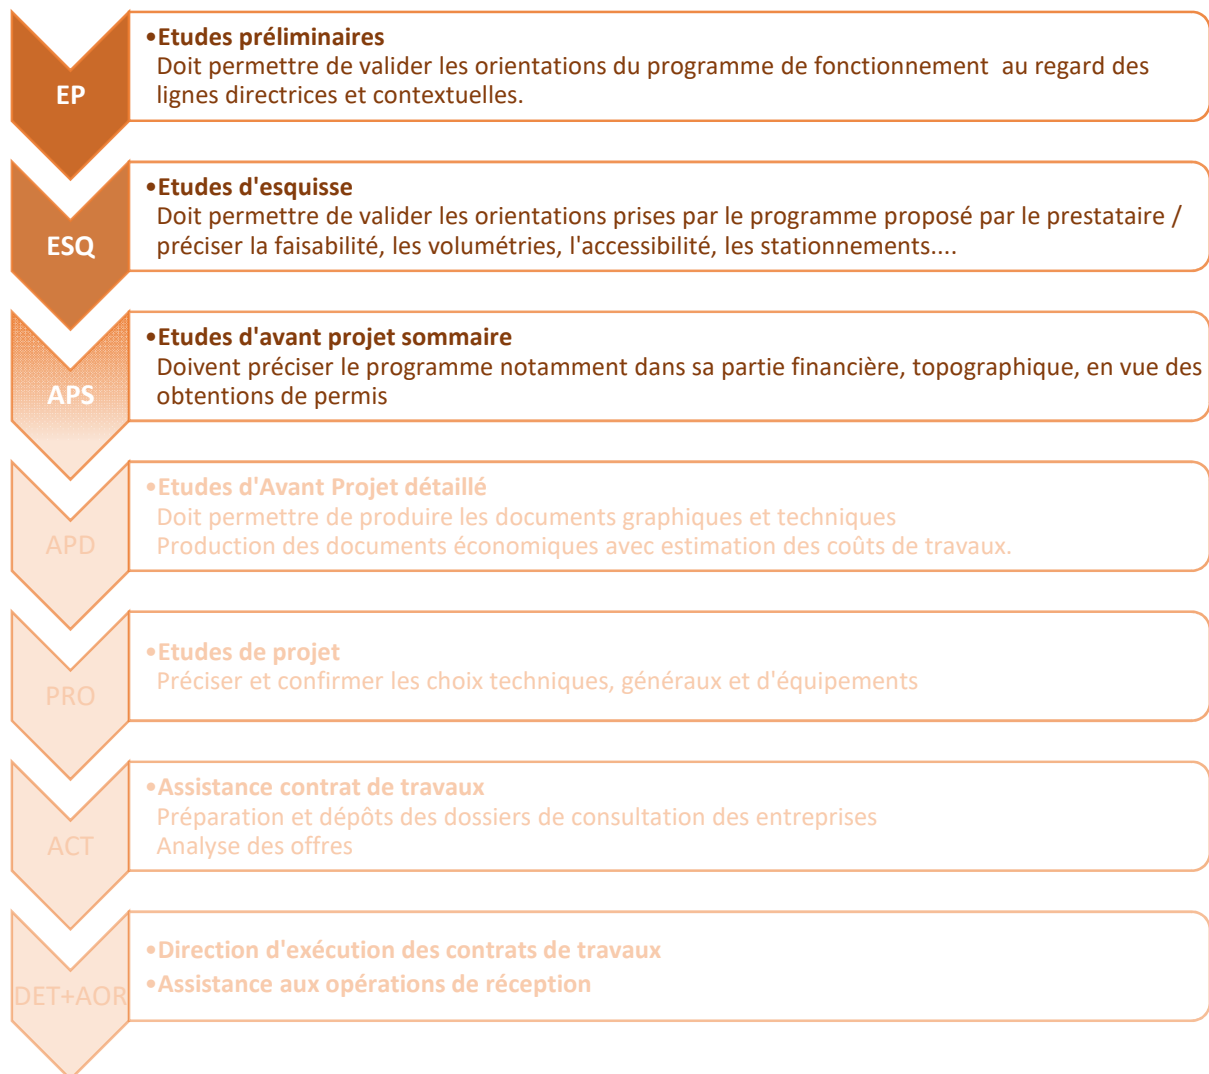 EP
•Etudes préliminaires
Doit permettre de valider les orientations du programme de fonctionnement au regard des
lignes directrices et contextuelles.
ESQ
•Etudes d'esquisse
Doit permettre de valider les orientations prises par le programme proposé par le prestataire /
préciser la faisabilité, les volumétries, l'accessibilité, les stationnements....
APS
•Etudes d'avant projet sommaire
Doivent préciser le programme notamment dans sa partie financière, topographique, en vue des
obtentions de permis
APD
•Etudes d'Avant Projet détaillé
Doit permettre de produire les documents graphiques et techniques
Production des documents économiques avec estimation des coûts de travaux.
PRO
•Etudes de projet
Préciser et confirmer les choix techniques, généraux et d'équipements
ACT
•Assistance contrat de travaux
Préparation et dépôts des dossiers de consultation des entreprises
Analyse des offres
DET+AOR
•Direction d'exécution des contrats de travaux
•Assistance aux opérations de réception